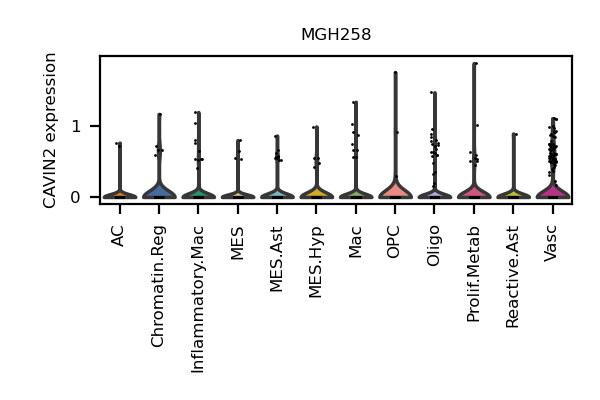 MGH258
CAVIN2 expression
1
0
AC
Chromatin.Reg
Inflammatory.Mac
MES
MES.Ast
MES.Hyp
Mac
OPC
Oligo
Prolif.Metab
Reactive.Ast
Vasc